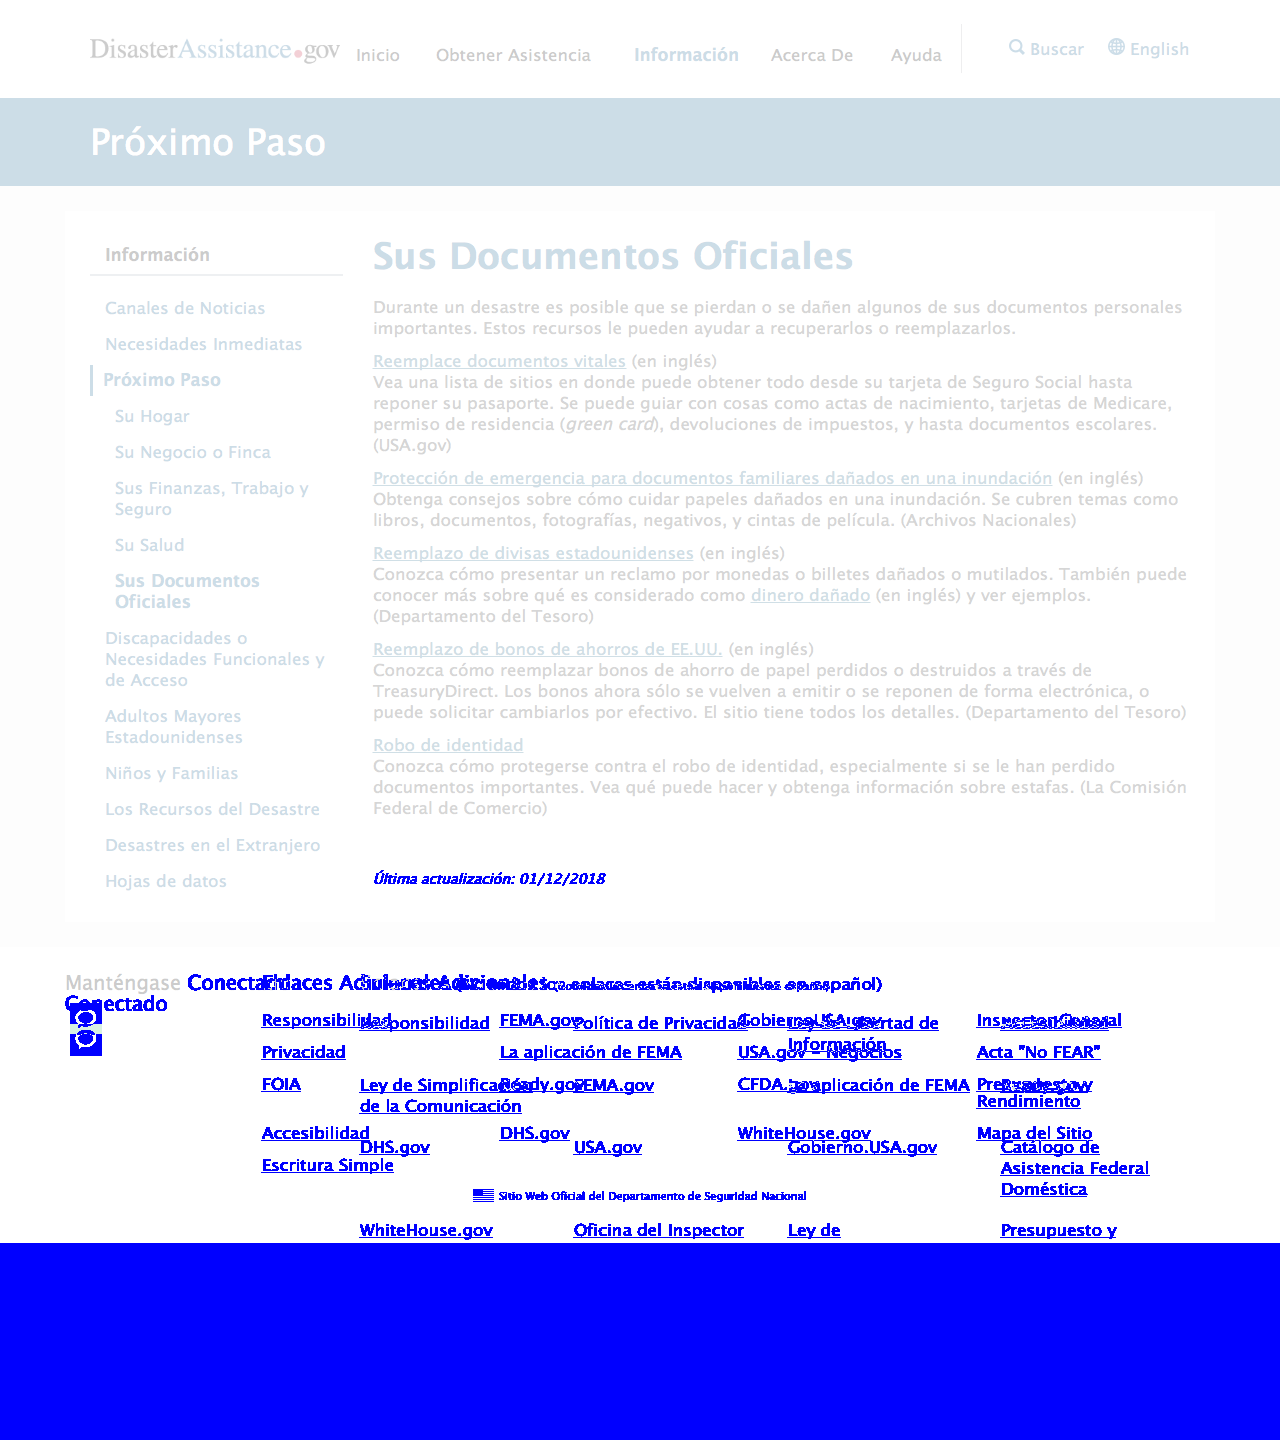 DisasterAssistance.gov
Inicio
Obtener Asistencia
Información
Acerca De
Ayuda
Buscar
English
Próximo Paso
Información
Canales de Noticias
Necesidades Inmediatas
Próximo Paso
Su Hogar
Su Negocio o Finca
Sus Finanzas, Trabajo y
Seguro
Su Salud
Sus Documentos
Oficiales
Discapacidades o
Necesidades Funcionales y
de Acceso
Adultos Mayores
Estadounidenses
Niños y Familias
Los Recursos del Desastre
Desastres en el Extranjero
Hojas de datos
Sus Documentos Oficiales
Durante un desastre es posible que se pierdan o se dañen algunos de sus documentos personales
importantes. Estos recursos le pueden ayudar a recuperarlos o reemplazarlos.
Reemplace documentos vitales (en inglés)
Vea una lista de sitios en donde puede obtener todo desde su tarjeta de Seguro Social hasta
reponer su pasaporte. Se puede guiar con cosas como actas de nacimiento, tarjetas de Medicare,
permiso de residencia (green card), devoluciones de impuestos, y hasta documentos escolares.
(USA.gov)
Protección de emergencia para documentos familiares dañados en una inundación (en inglés)
Obtenga consejos sobre cómo cuidar papeles dañados en una inundación. Se cubren temas como
libros, documentos, fotografías, negativos, y cintas de película. (Archivos Nacionales)
Reemplazo de divisas estadounidenses (en inglés)
Conozca cómo presentar un reclamo por monedas o billetes dañados o mutilados. También puede
conocer más sobre qué es considerado como dinero dañado (en inglés) y ver ejemplos.
(Departamento del Tesoro)
Reemplazo de bonos de ahorros de EE.UU. (en inglés)
Conozca cómo reemplazar bonos de ahorro de papel perdidos o destruidos a través de
TreasuryDirect. Los bonos ahora sólo se vuelven a emitir o se reponen de forma electrónica, o
puede solicitar cambiarlos por efectivo. El sitio tiene todos los detalles. (Departamento del Tesoro)
Robo de identidad
Conozca cómo protegerse contra el robo de identidad, especialmente si se le han perdido
documentos importantes. Vea qué puede hacer y obtenga información sobre estafas. (La Comisión
Federal de Comercio)
Última actualización: 01/12/2018
Manténgase
Conectado
Enlaces Adicionales
enlaces están disponibles en español)
Responsibilidad
Responsibilidad
FEMA.gov
Política de Privacidad
GobiernoUSA.gov
Ley de Libertad de
Información
Inspector General
Privacidad
La aplicación de FEMA
USA.gov - Negocios
Acta "No FEAR"
FOIA
Ley de Simplificación
de la Comunicación
Ready.gov
FEMA.gov
CFDA.gov
La aplicación de FEMA
Rendimiento
Accesibilidad
DHS.gov
DHS.gov
USA.gov
WhiteHouse.gov
Gobierno.USA.gov
Mapa del Sitio
Catálogo de
Asistencia Federal
Doméstica
Escritura Simple
Sitio Web Oficial del Departamento de Seguridad Nacional
WhiteHouse.gov
Oficina del Inspector
Ley de
Presupuesto y